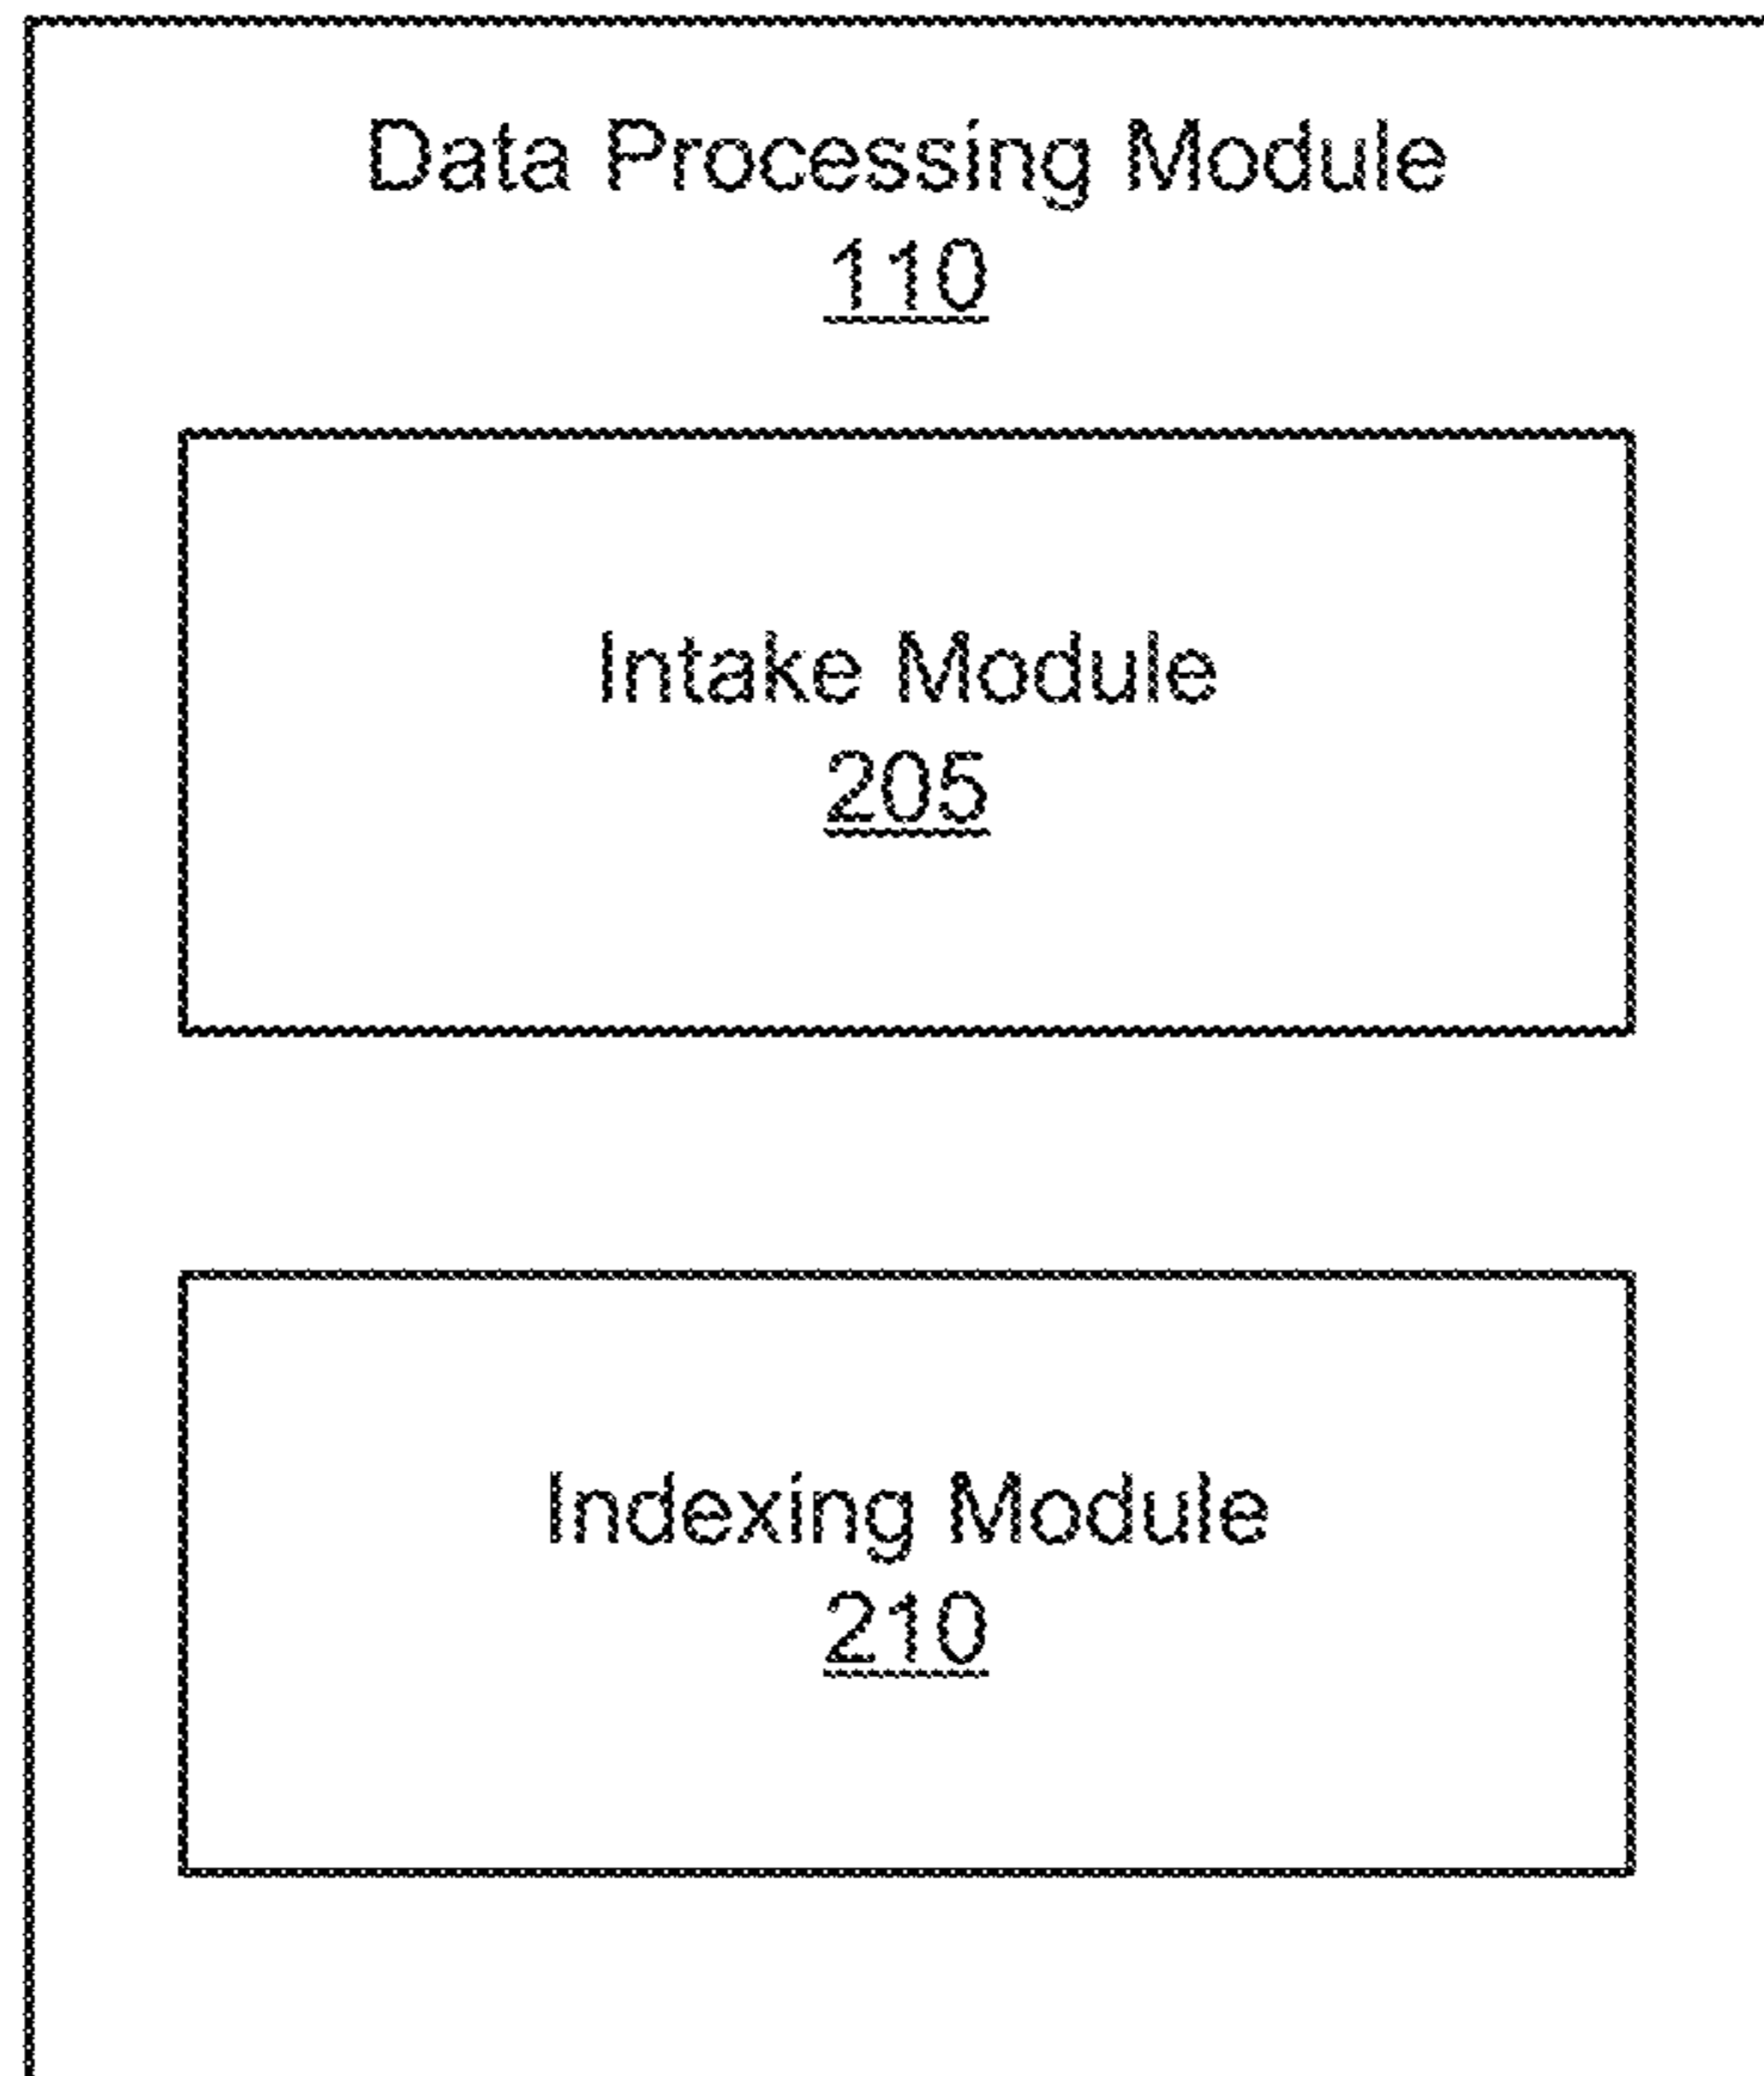 Data Processing Module
110
Intake Module
205
Indexing Module
210